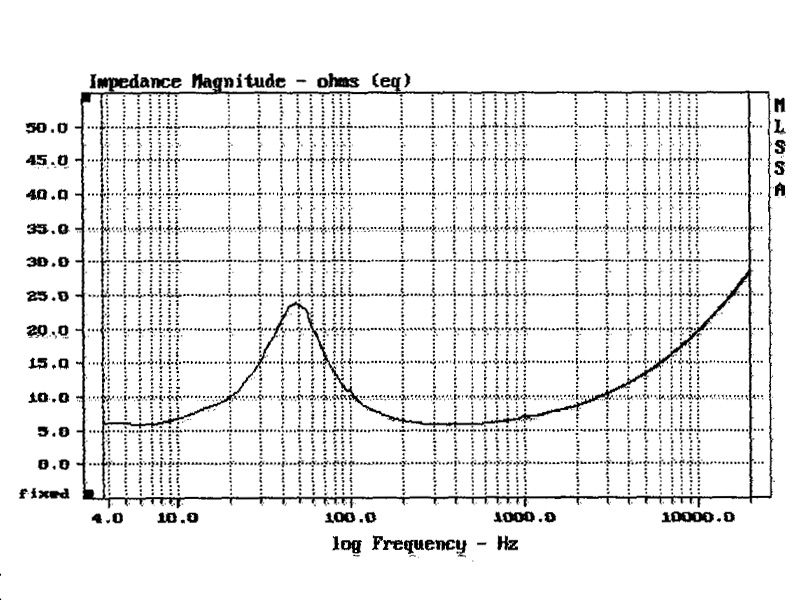 Impedance Magnitude - ohms (eq)
M
L
S
S
A
50.0
45.0
40.0
35.0
30.0
25.0
20.0
15.0
10.0
5.0
0.0
fixed
4.0 10.0 100.0 1000.0 10000.0
log Frequency - Hz